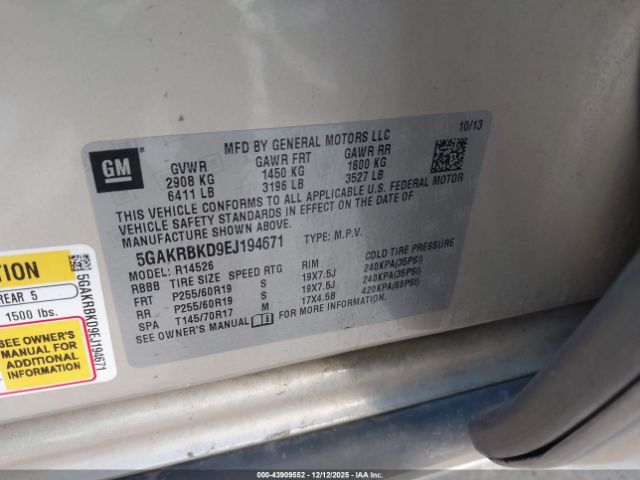 MFD BY GENERAL MOTORS LLC 10/13
GM
GVWR GAWR FRT GAWR RR
2908 KG 1450 KG 1600 KG
6411 LB 3196 LB 3527 LB
THIS VEHICLE CONFORMS TO ALL APPLICABLE U.S. FEDERAL MOTOR
VEHICLE SAFETY STANDARDS IN EFFECT ON THE DATE OF
MANUFACTURE SHOWN ABOVE.
5GAKRBKD9EJ194671 TYPE: M.P.V.
MODEL: R14526
RBBB TIRE SIZE SPEED RTG RIM COLD TIRE PRESSURE
FRT P255/60R19 S 19X7.5J 240KPA(35PSI)
RR P255/60R19 S 19X7.5J 240KPA(35PSI)
SPA T145/70R17 M 17X4.5B 420KPA(60PSI)
SEE OWNER'S MANUAL
TION
REAR 5
1500 lbs.
SEE OWNER'S
MANUAL FOR
ADDITIONAL
INFORMATION
5GAKRBKD9EJ194671
000-43909552 - 12/12/2025 - IAA, Inc.